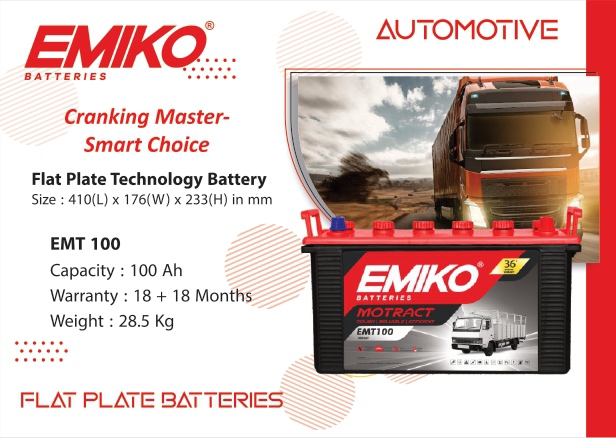 EMIKO®
BATTERIES
AUTOMOTIVE
Cranking Master-
Smart Choice
Flat Plate Technology Battery
Size : 410(L) x 176(W) x 233(H) in mm
EMT 100
Capacity : 100 Ah
Warranty : 18 + 18 Months
Weight : 28.5 Kg
EMIKO®
BATTERIES
36
MOTRACT
EMT100
FLAT PLATE BATTERIES